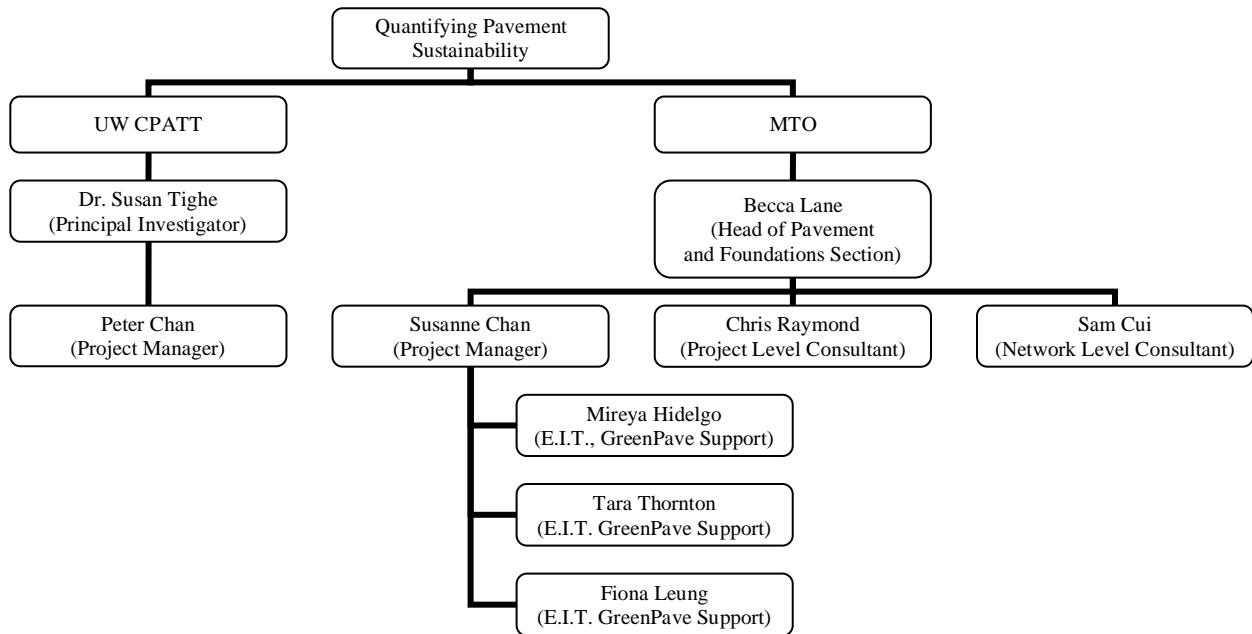 Quantifying Pavement
Sustainability
UW CPATT
MTO
Dr. Susan Tighe
(Principal Investigator)
Becca Lane
(Head of Pavement
and Foundations Section)
Peter Chan
(Project Manager)
Susanne Chan
(Project Manager)
Chris Raymond
(Project Level Consultant)
Sam Cui
(Network Level Consultant)
Mireya Hidelgo
(E.I.T., GreenPave Support)
Tara Thornton
(E.I.T. GreenPave Support)
Fiona Leung
(E.I.T. GreenPave Support)